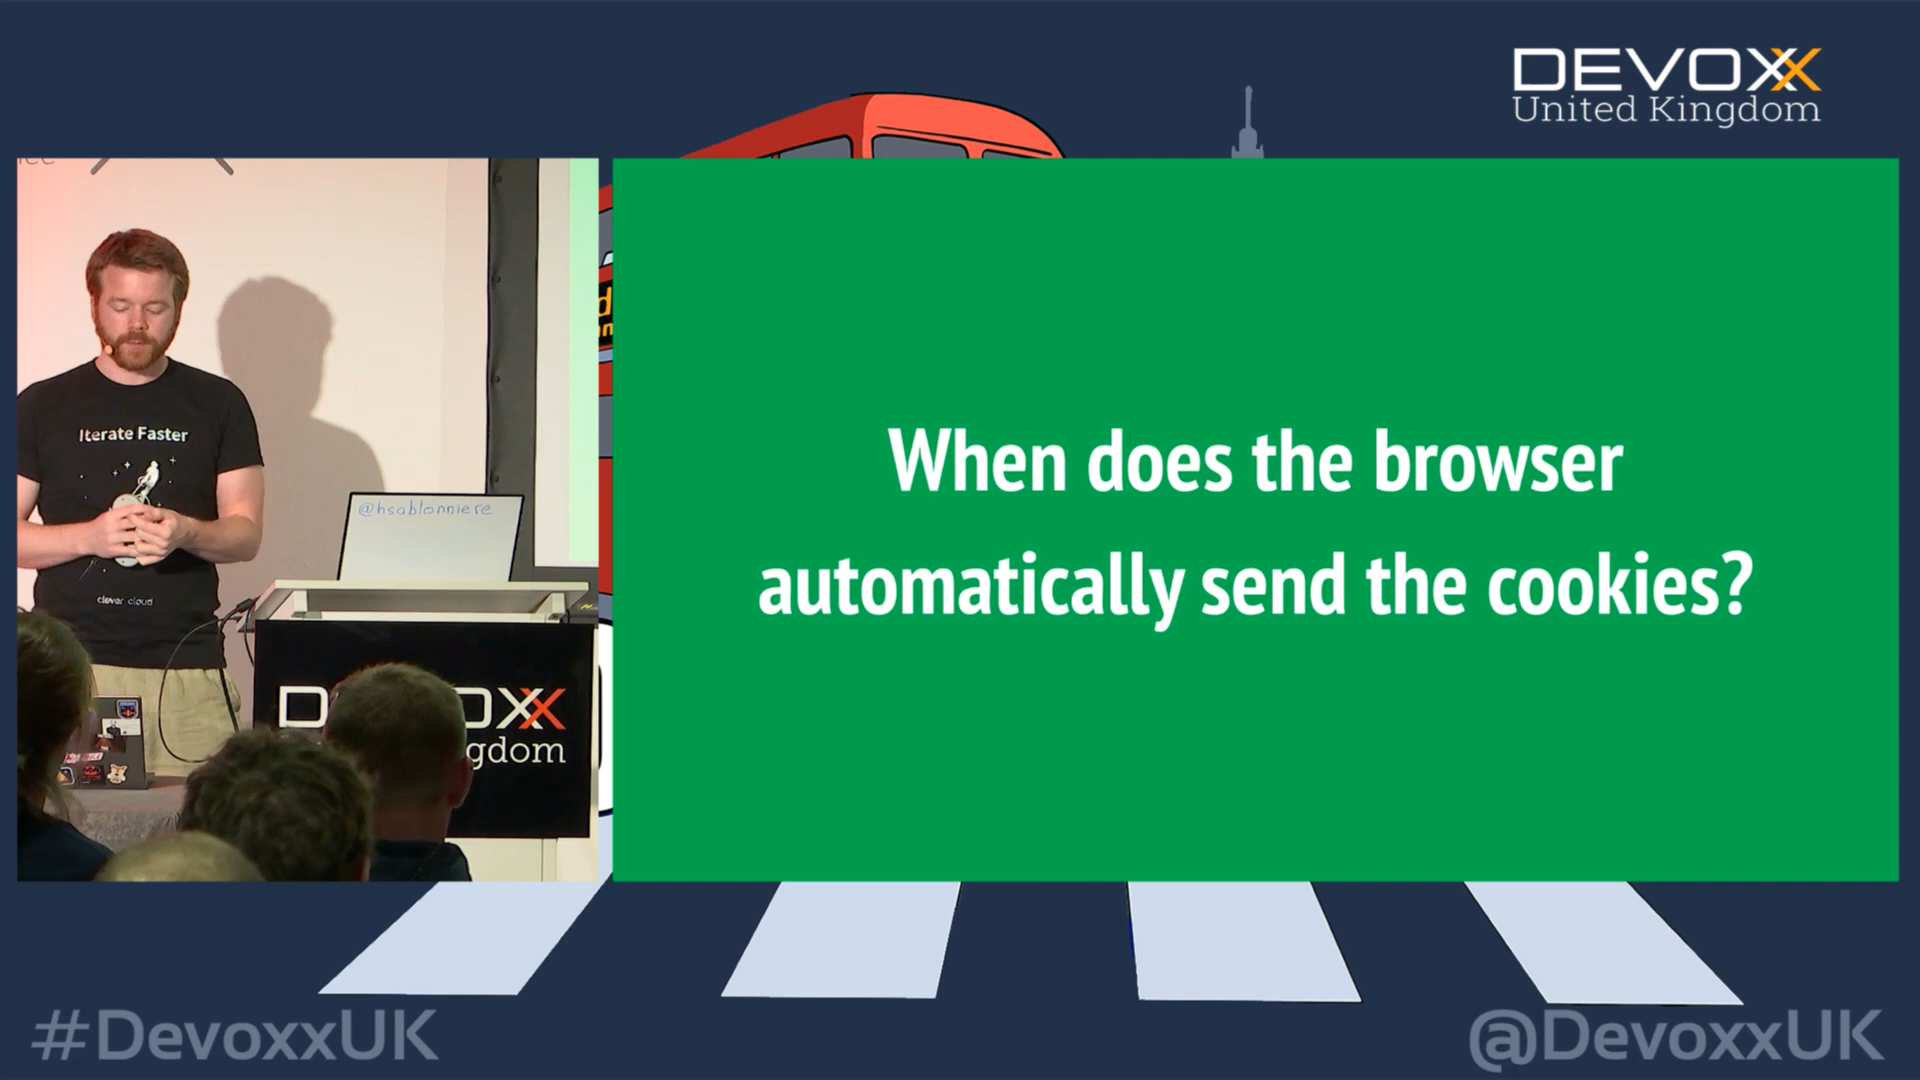 DEVOXX
United Kingdom
Iterate Faster
clever cloud
@hsablonniere
gdom
When does the browser
automatically send the cookies?
#DevoxxUK
@DevoxxUK